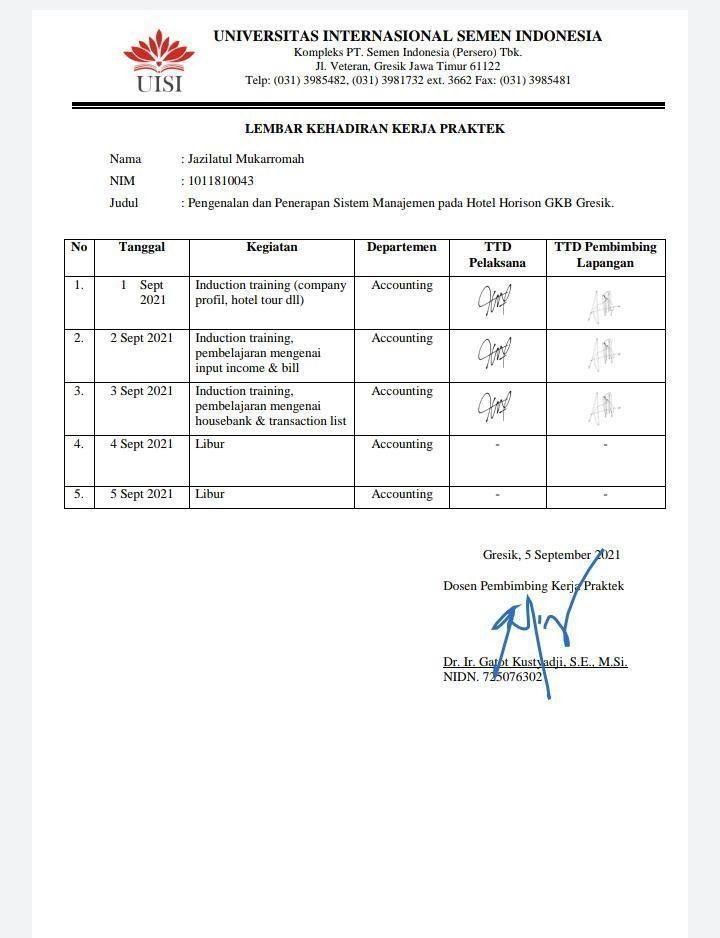 UNIVERSITAS INTERNASIONAL SEMEN INDONESIA
Kompleks PT. Semen Indonesia (Persero) Tbk.
Jl. Veteran, Gresik Jawa Timur 61122
Telp: (031) 3985482, (031) 3981732 ext. 3662 Fax: (031) 3985481
UISI
LEMBAR KEHADIRAN KERJA PRAKTEK
Nama : Jazilatul Mukarromah
NIM : 1011810043
Judul : Pengenalan dan Penerapan Sistem Manajemen pada Hotel Horison GKB Gresik.
No Tanggal Kegiatan Departemen TTD Pelaksana TTD Pembimbing Lapangan
1. 1 Sept 2021 Induction training (company profil, hotel tour dll) Accounting
2. 2 Sept 2021 Induction training, pembelajaran mengenai input income & bill Accounting
3. 3 Sept 2021 Induction training, pembelajaran mengenai housebank & transaction list Accounting
4. 4 Sept 2021 Libur Accounting - -
5. 5 Sept 2021 Libur Accounting - -
Gresik, 5 September 2021
Dosen Pembimbing Kerja Praktek
Dr. Ir. Gatot Kustyadji, S.E., M.Si.
NIDN. 725076302